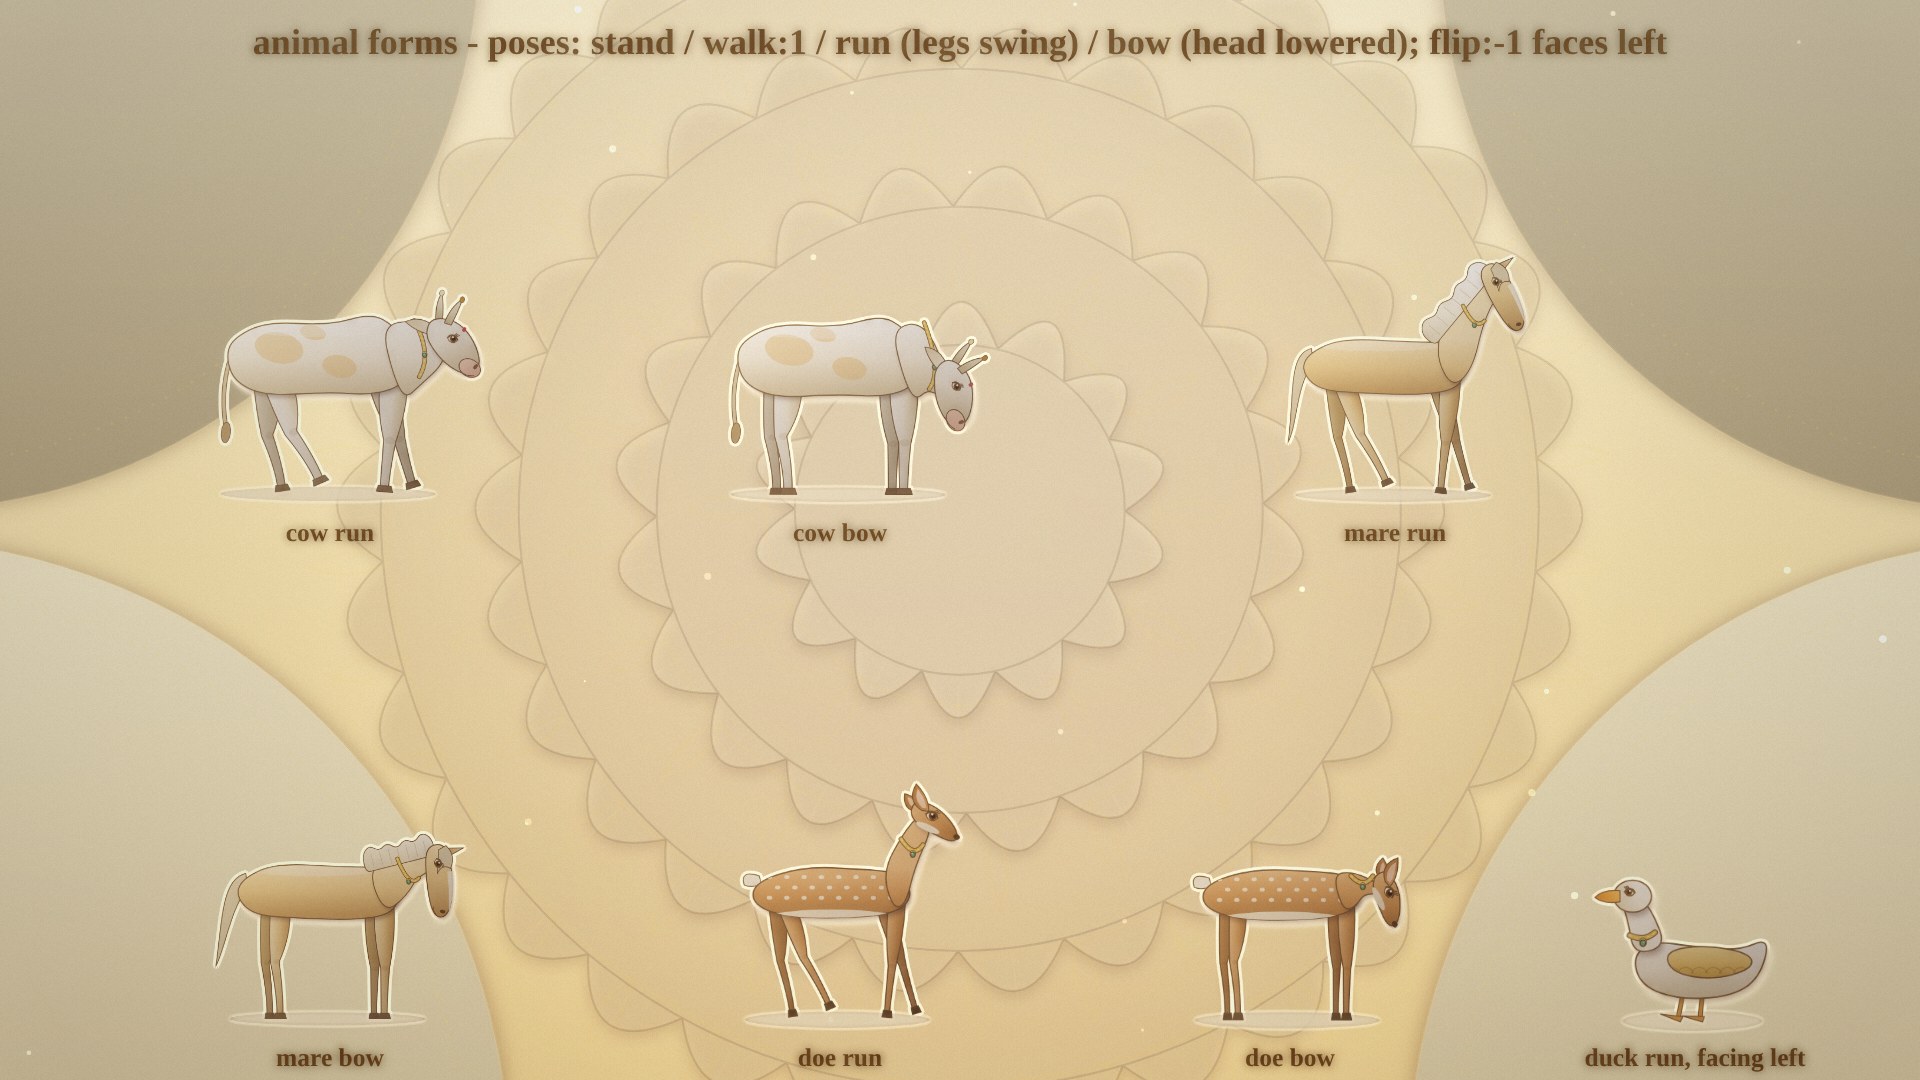 animal forms - poses: stand / walk:1 / run (legs swing) / bow (head lowered); flip:-1 faces left
cow run
cow bow
mare run
mare bow
doe run
doe bow
duck run, facing left